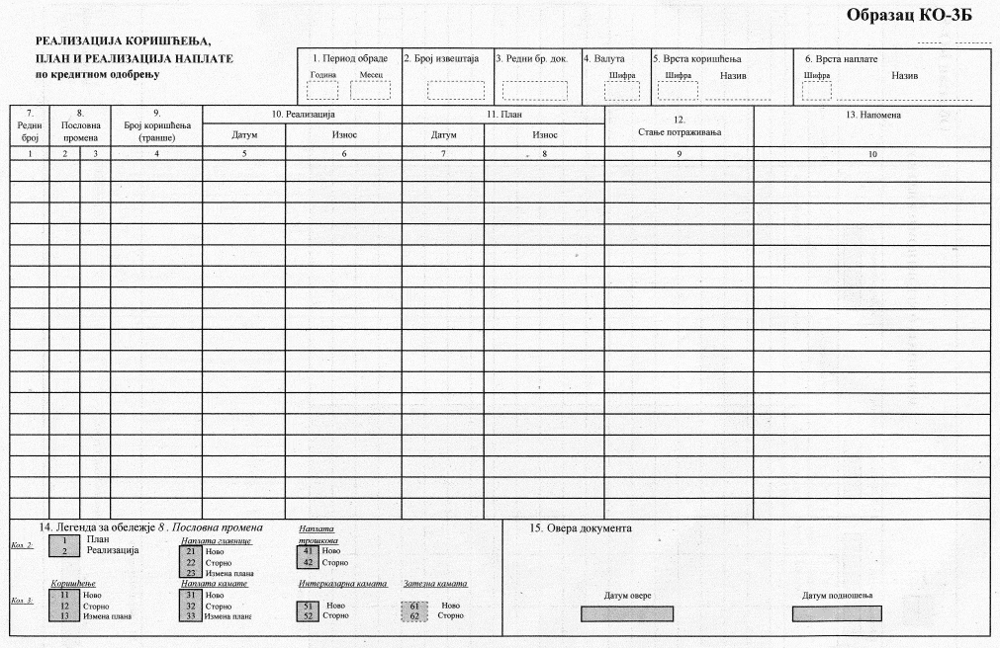 Образац КО-3Б
РЕАЛИЗАЦИЈА КОРИШЋЕЊА,
ПЛАН И РЕАЛИЗАЦИЈА НАПЛАТЕ
по кредитном одобрењу
1. Период обраде
Година Месец
2. Број извештаја
3. Редни бр. док.
4. Валута
Шифра
5. Врста коришћења
Шифра Назив
6. Врста наплате
Шифра Назив
7.
Редни
број
8.
Пословна
промена
9.
Број коришћења
(транше)
10. Реализација
Датум Износ
11. План
Датум Износ
12.
Стање потраживања
13. Напомена
1 2 3 4 5 6 7 8 9 10
14. Легенда за обележје 8 . Пословна промена
Кол. 2:
1 План
2 Реализација
Наплата главнице
21 Ново
22 Сторно
23 Измена плана
Наплата
трошкова
41 Ново
42 Сторно
Кол. 3:
Коришћење
11 Ново
12 Сторно
13 Измена плана
Наплата камате
31 Ново
32 Сторно
33 Измена плана
Интеркаларна камата
51 Ново
52 Сторно
Затезна камата
61 Ново
62 Сторно
15. Овера документа
Датум овере
Датум подношења